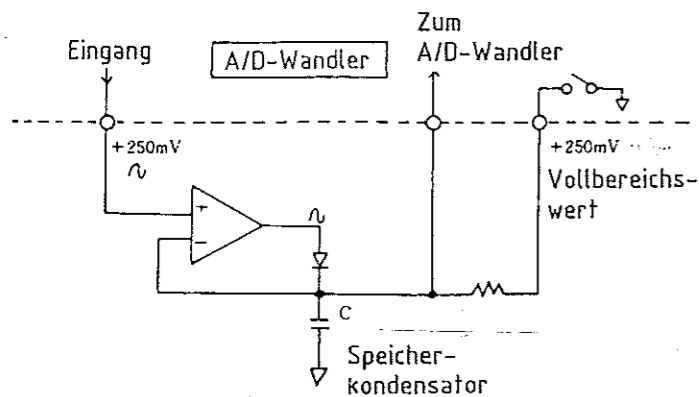 Eingang
A/D-Wandler
Zum
A/D-Wandler
+250mV
+250mV
Vollbereichs-
wert
+
−
C
Speicher-
kondensator